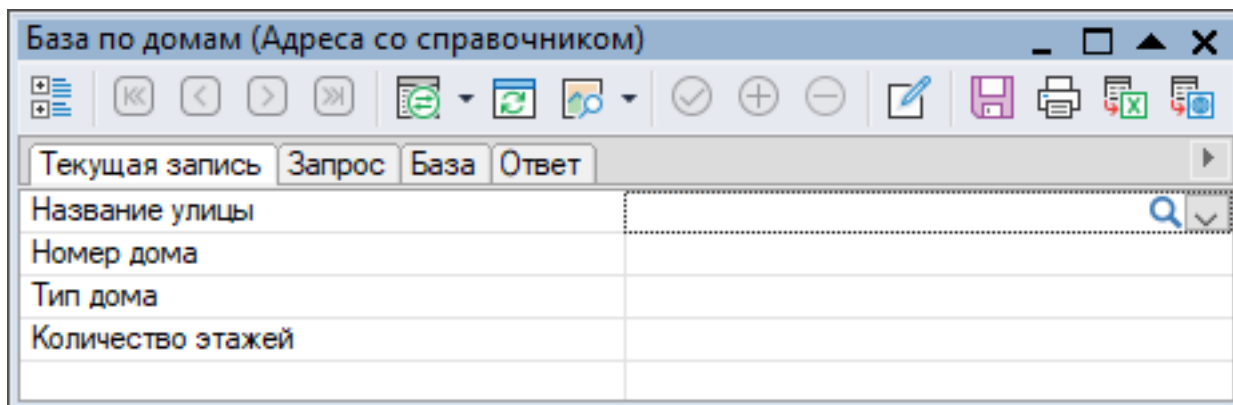 База по домам (Адреса со справочником)
Текущая запись Запрос База Ответ
Название улицы
Номер дома
Тип дома
Количество этажей